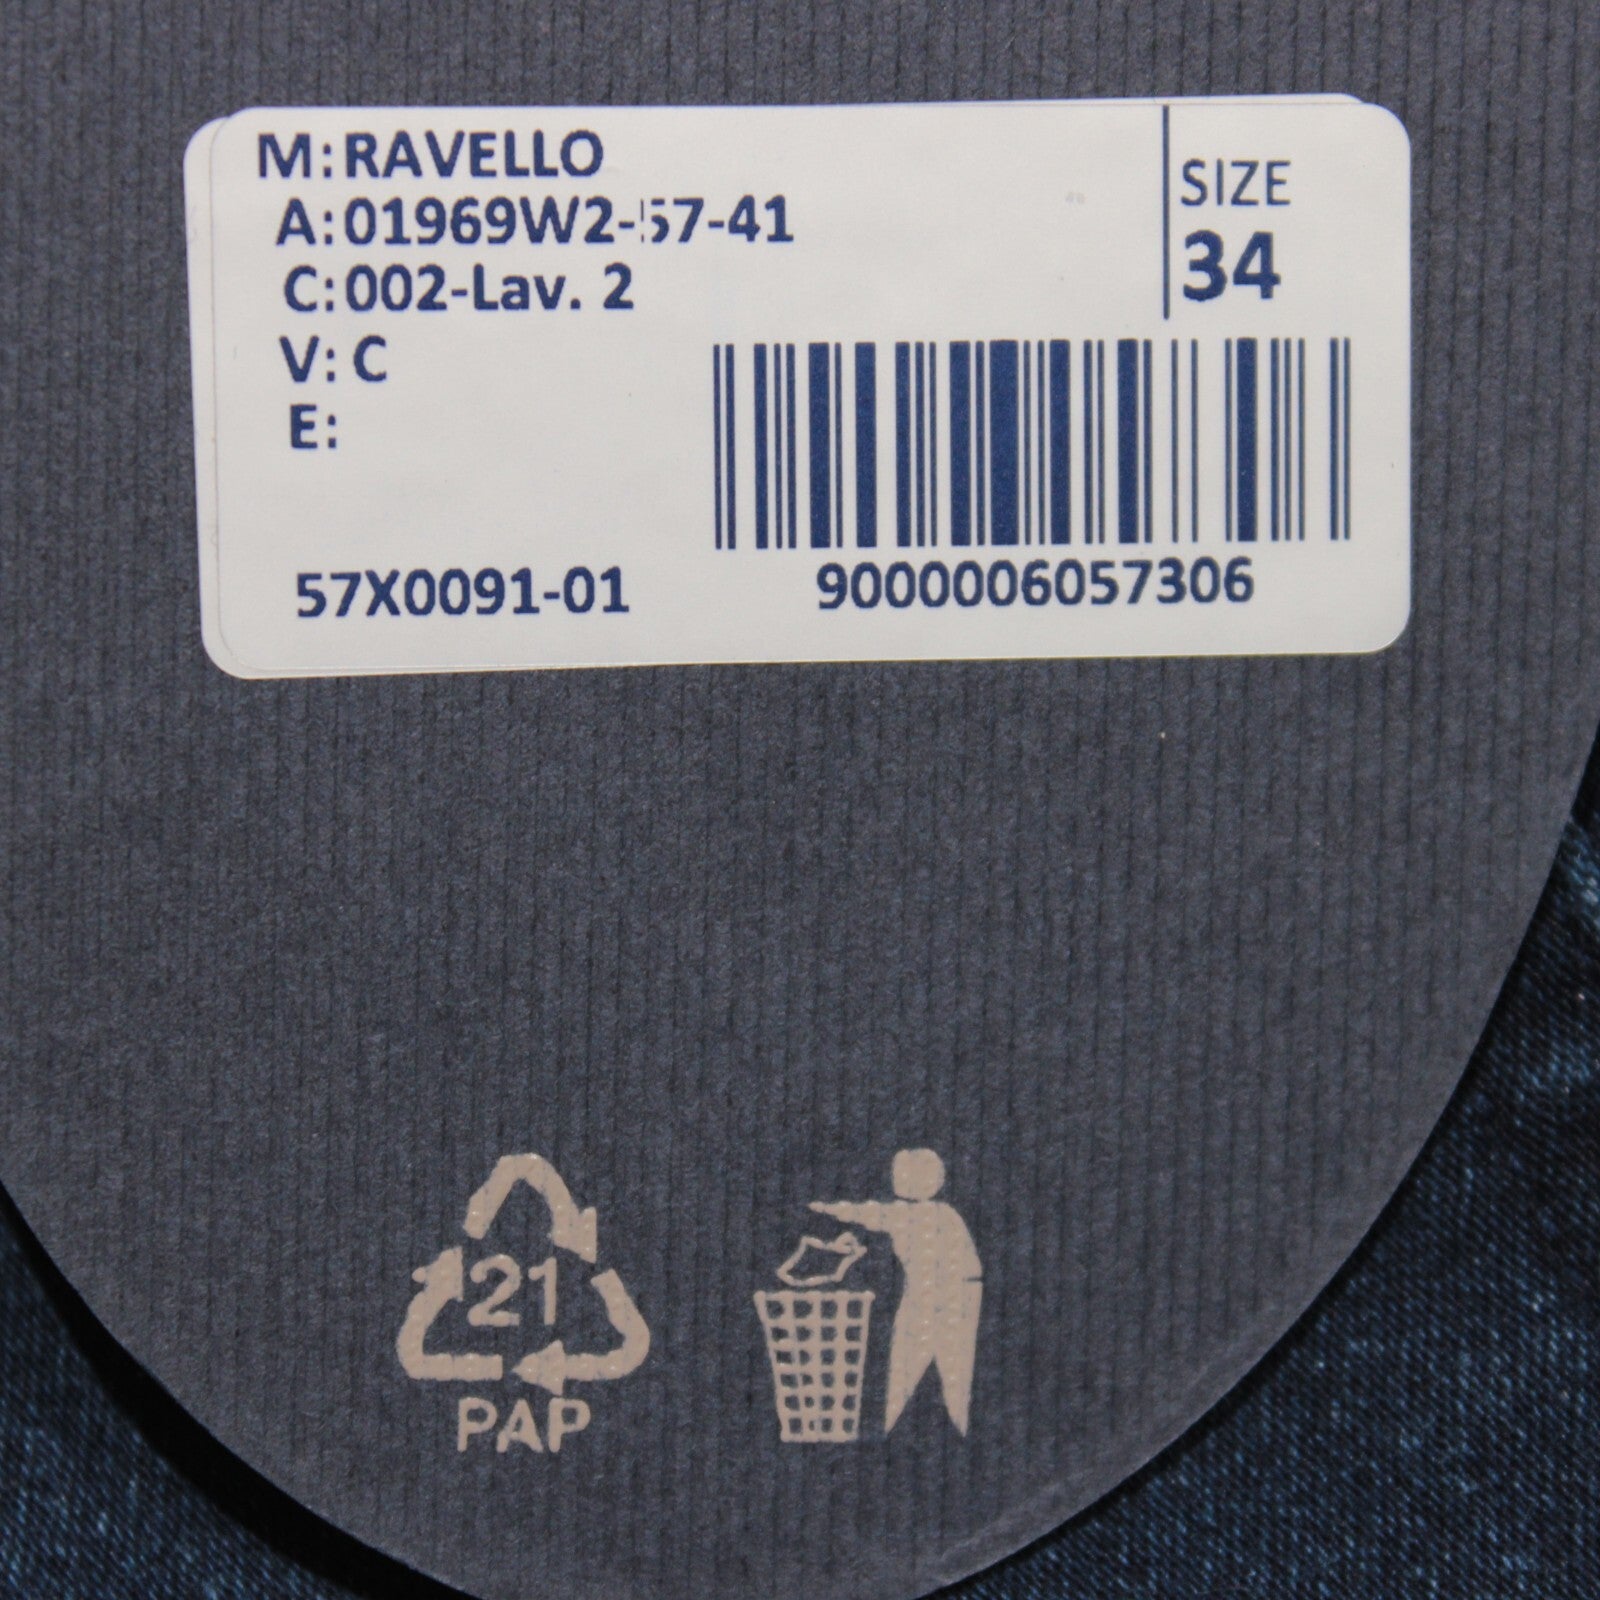 M: RAVELLO
A: 01969W2-57-41
C: 002-Lav. 2
V: C
E:
SIZE
34
57X0091-01
9000006057306
21
PAP